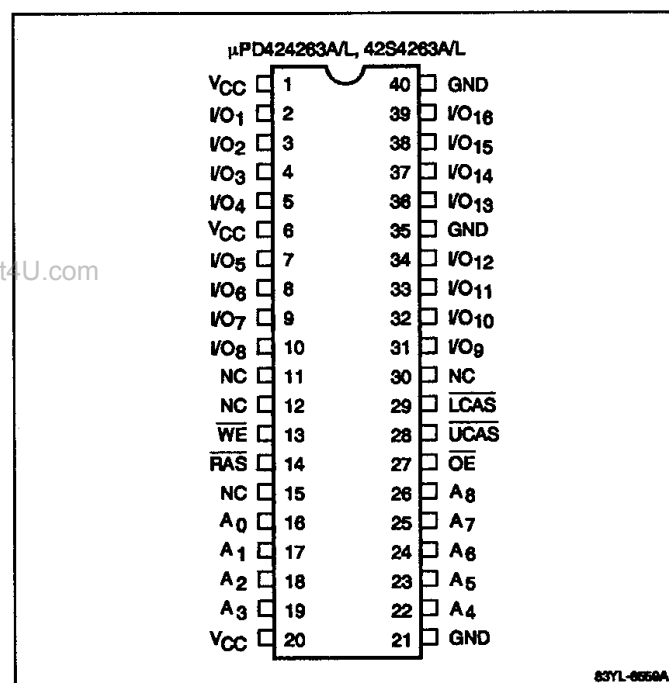 µPD424263A/L, 42S4263A/L
VCC 1 40 GND
I/O1 2 39 I/O16
I/O2 3 38 I/O15
I/O3 4 37 I/O14
I/O4 5 36 I/O13
VCC 6 35 GND
I/O5 7 34 I/O12
t4U.com
I/O6 8 33 I/O11
I/O7 9 32 I/O10
I/O8 10 31 I/O9
NC 11 30 NC
NC 12 29 LCAS
WE 13 28 UCAS
RAS 14 27 OE
NC 15 26 A8
A0 16 25 A7
A1 17 24 A6
A2 18 23 A5
A3 19 22 A4
VCC 20 21 GND
83YL-6559A